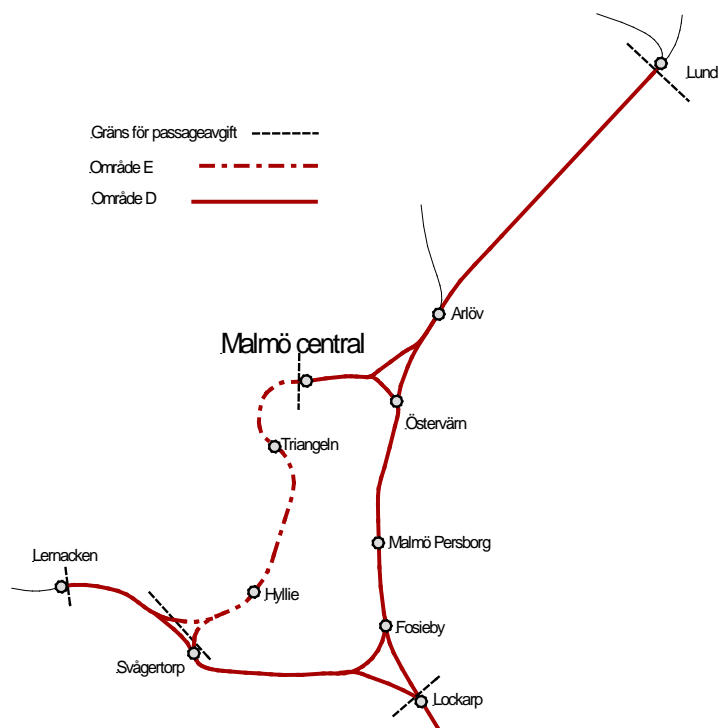 Lund
Gräns för passageavgift
Område E
Område D
Arlöv
Malmö central
Östervärn
Triangeln
Malmö Persborg
Lernacken
Hyllie
Fosieby
Svågertorp
Lockarp